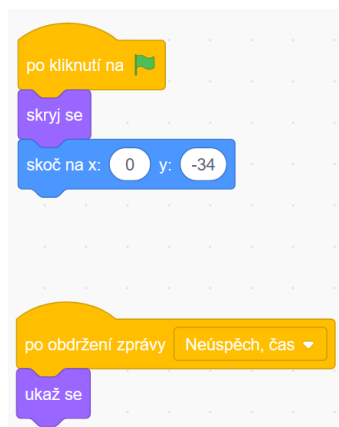 po kliknutí na
skryj se
skoč na x: 0 y: -34
po obdržení zprávy Neúspěch, čas
ukaž se